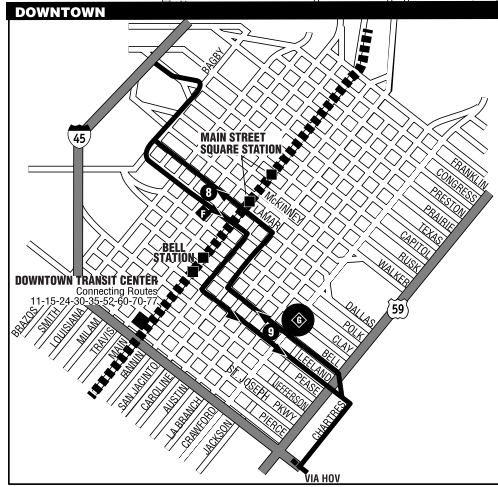 DOWNTOWN
BAGBY
45
MAIN STREET
SQUARE STATION
8
F
McKINNEY
LAMAR
BELL
STATION
DOWNTOWN TRANSIT CENTER
Connecting Routes
11-15-24-30-35-52-60-70-77
FRANKLIN
CONGRESS
PRESTON
PRAIRIE
TEXAS
CAPITOL
RUSK
WALKER
59
DALLAS
POLK
CLAY
BELL
LEELAND
PEASE
JEFFERSON
ST JOSEPH PKWY
PIERCE
G
9
BRAZOS
SMITH
LOUISIANA
MILAM
TRAVIS
MAIN
FANNIN
SAN JACINTO
CAROLINE
AUSTIN
LA BRANCH
CRAWFORD
JACKSON
CHARTRES
VIA HOV